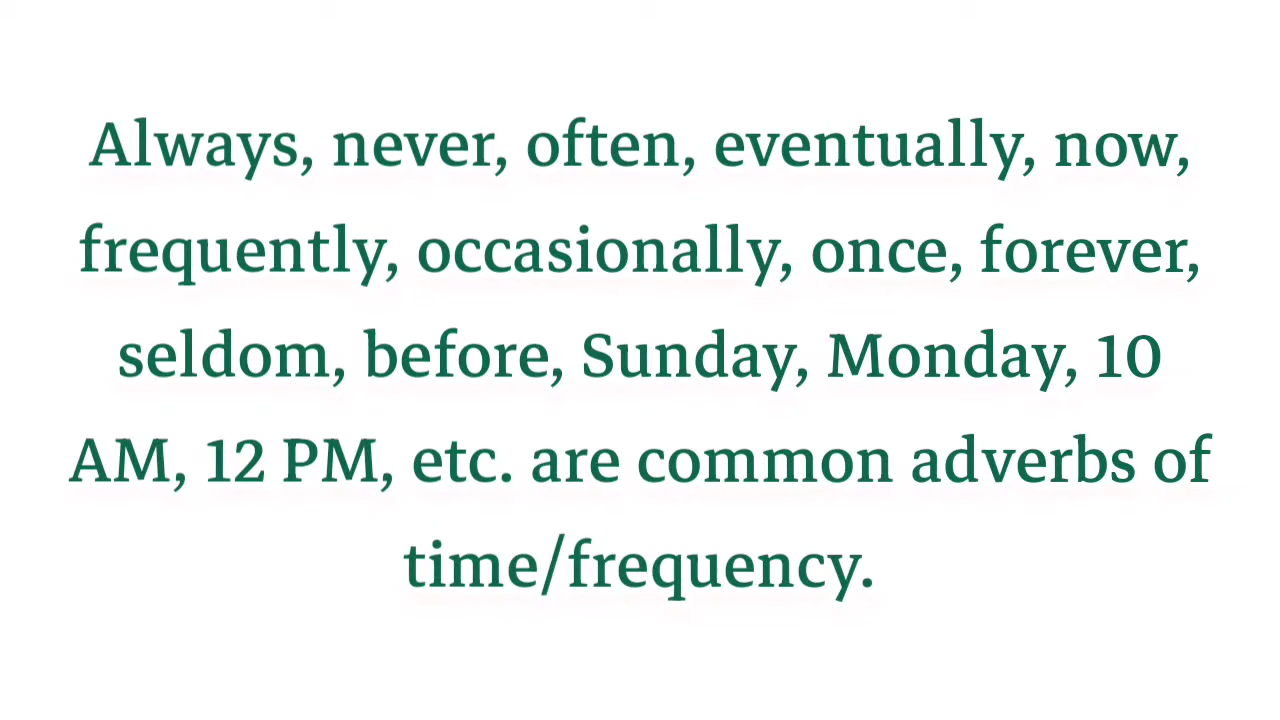 Always, never, often, eventually, now,
frequently, occasionally, once, forever,
seldom, before, Sunday, Monday, 10
AM, 12 PM, etc. are common adverbs of
time/frequency.